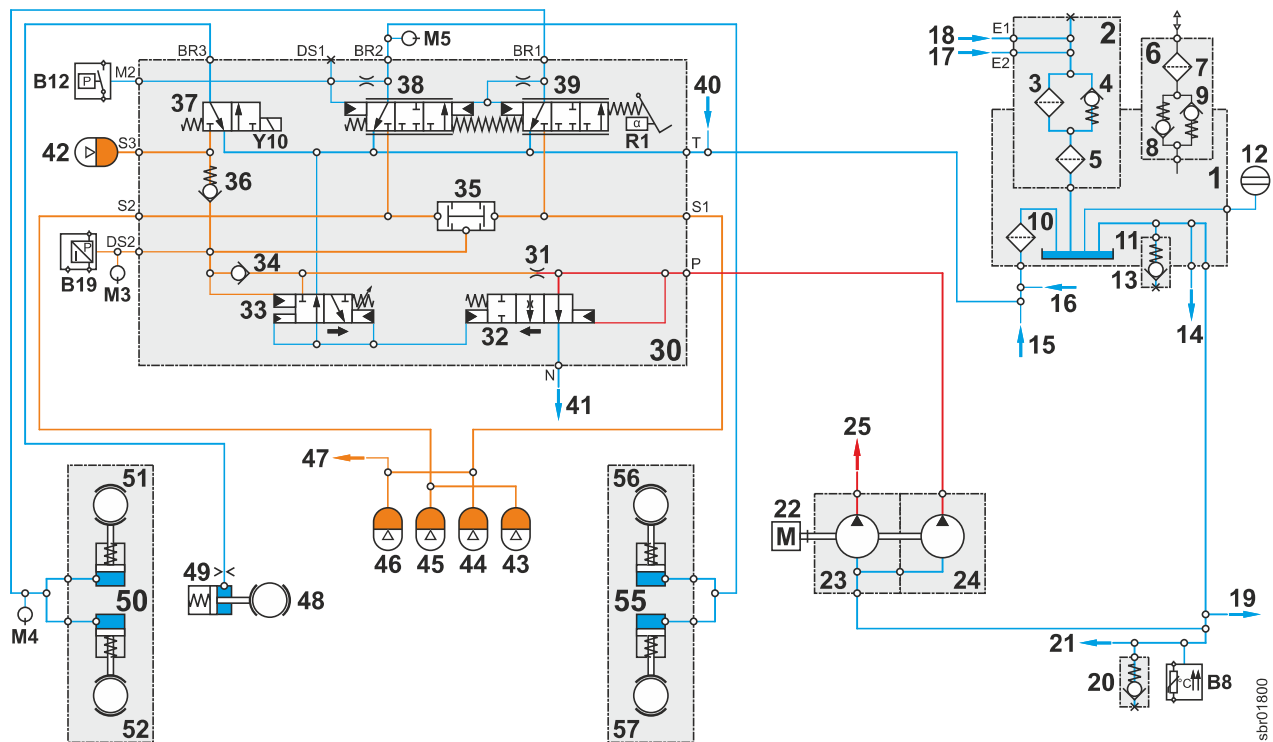 18
E1
2
17
E2
6
7
3
4
9
5
8
12
1
10
11
13
16
15
14
BR3
DS1
BR2
M5
BR1
B12
P
M2
38
39
40
37
Y10
α
R1
42
S3
T
36
S2
35
S1
B19
P
DS2
M3
34
31
P
33
32
30
N
41
47
25
46
45
44
43
22
M
23
24
51
50
52
M4
49
48
56
55
57
19
21
20
°C
B8
sbr01800